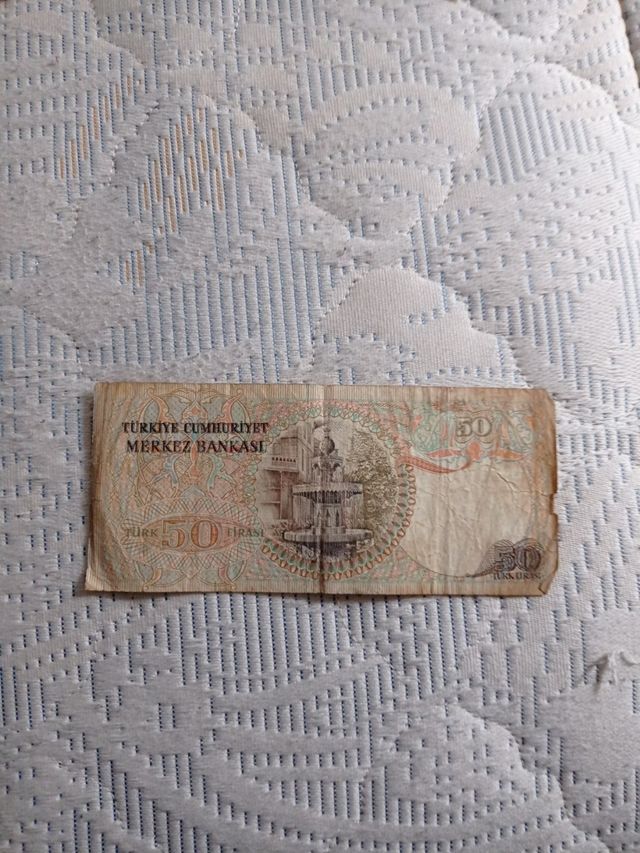 TÜRKİYE CUMHURİYET
MERKEZ BANKASI
50
TÜRK 50 LİRASI
50
TÜRK LİRASI